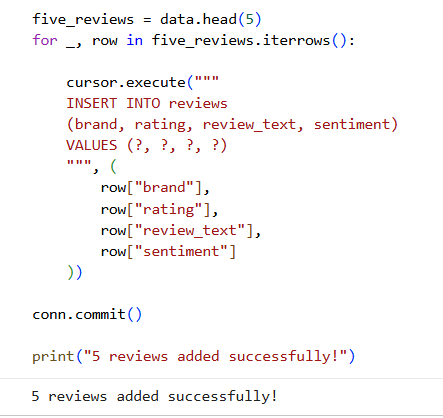 five_reviews = data.head(5)
for _, row in five_reviews.iterrows():

    cursor.execute("""
    INSERT INTO reviews
    (brand, rating, review_text, sentiment)
    VALUES (?, ?, ?, ?)
    """, (
        row["brand"],
        row["rating"],
        row["review_text"],
        row["sentiment"]
    ))

conn.commit()

print("5 reviews added successfully!")
5 reviews added successfully!